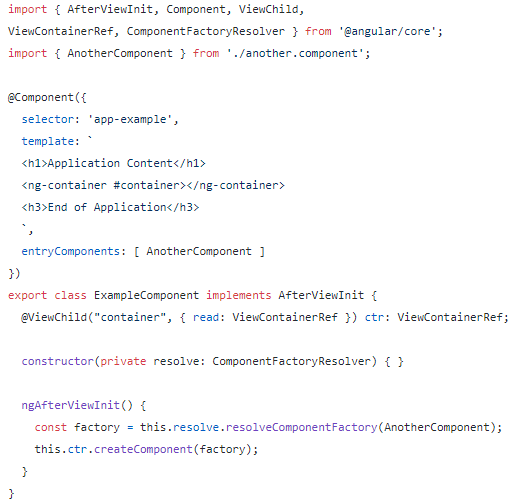 import { AfterViewInit, Component, ViewChild,
ViewContainerRef, ComponentFactoryResolver } from '@angular/core';
import { AnotherComponent } from './another.component';

@Component({
  selector: 'app-example',
  template: `
  <h1>Application Content</h1>
  <ng-container #container></ng-container>
  <h3>End of Application</h3>
  `,
  entryComponents: [ AnotherComponent ]
})
export class ExampleComponent implements AfterViewInit {
  @ViewChild("container", { read: ViewContainerRef }) ctr: ViewContainerRef;

  constructor(private resolve: ComponentFactoryResolver) { }

  ngAfterViewInit() {
    const factory = this.resolve.resolveComponentFactory(AnotherComponent);
    this.ctr.createComponent(factory);
  }
}